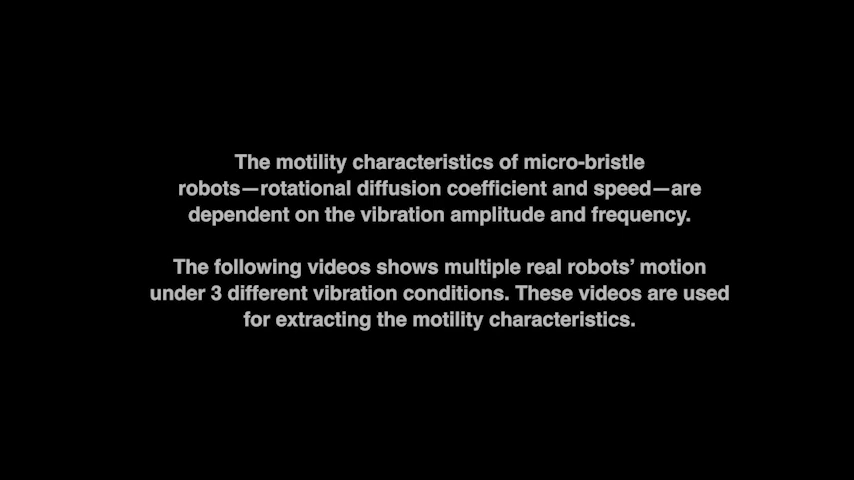 The motility characteristics of micro-bristle
robots—rotational diffusion coefficient and speed—are
dependent on the vibration amplitude and frequency.
The following videos shows multiple real robots’ motion
under 3 different vibration conditions. These videos are used
for extracting the motility characteristics.